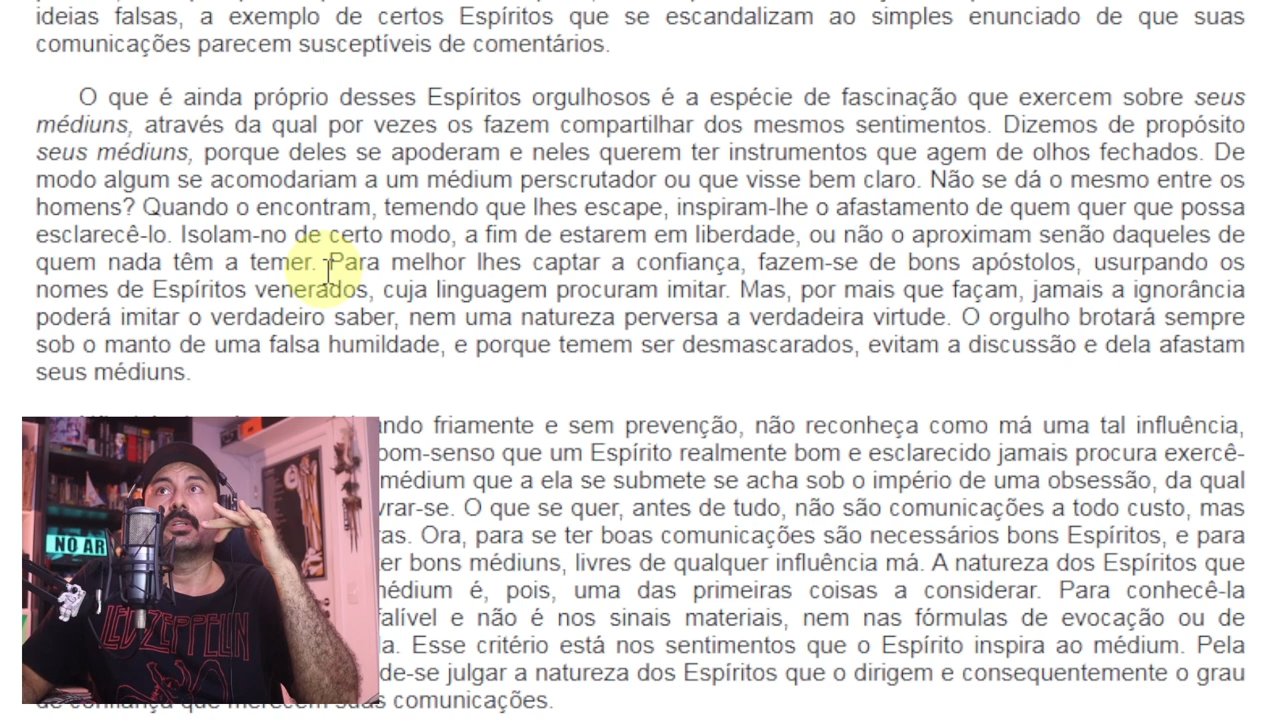 ideias falsas, a exemplo de certos Espíritos que se escandalizam ao simples enunciado de que suas
comunicações parecem susceptíveis de comentários.
O que é ainda próprio desses Espíritos orgulhosos é a espécie de fascinação que exercem sobre seus
médiuns, através da qual por vezes os fazem compartilhar dos mesmos sentimentos. Dizemos de propósito
seus médiuns, porque deles se apoderam e neles querem ter instrumentos que agem de olhos fechados. De
modo algum se acomodariam a um médium perscrutador ou que visse bem claro. Não se dá o mesmo entre os
homens? Quando o encontram, temendo que lhes escape, inspiram-lhe o afastamento de quem quer que possa
esclarecê-lo. Isolam-no de certo modo, a fim de estarem em liberdade, ou não o aproximam senão daqueles de
quem nada têm a temer. Para melhor lhes captar a confiança, fazem-se de bons apóstolos, usurpando os
nomes de Espíritos venerados, cuja linguagem procuram imitar. Mas, por mais que façam, jamais a ignorância
poderá imitar o verdadeiro saber, nem uma natureza perversa a verdadeira virtude. O orgulho brotará sempre
sob o manto de uma falsa humildade, e porque temem ser desmascarados, evitam a discussão e dela afastam
seus médiuns.
friamente e sem prevenção, não reconheça como má uma tal influência,
bom-senso que um Espírito realmente bom e esclarecido jamais procura exercê-
médium que a ela se submete se acha sob o império de uma obsessão, da qual
O que se quer, antes de tudo, não são comunicações a todo custo, mas
Ora, para se ter boas comunicações são necessários bons Espíritos, e para
bons médiuns, livres de qualquer influência má. A natureza dos Espíritos que
é, pois, uma das primeiras coisas a considerar. Para conhecê-la
e não é nos sinais materiais, nem nas fórmulas de evocação ou de
Esse critério está nos sentimentos que o Espírito inspira ao médium. Pela
de-se julgar a natureza dos Espíritos que o dirigem e consequentemente o grau
de confiança que merecem suas comunicações.
NO AR
LED ZEPPELIN